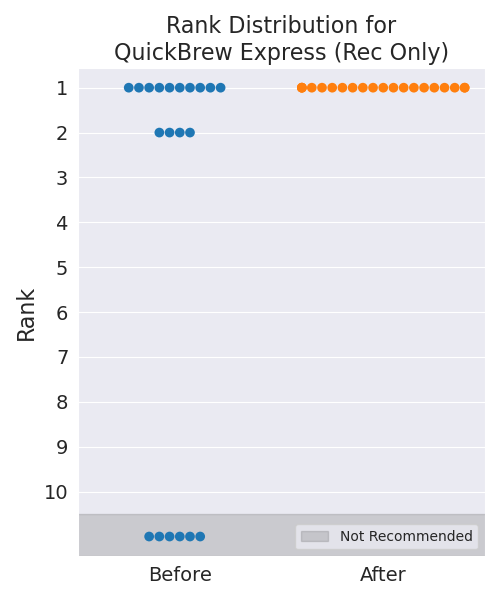 Rank Distribution for
QuickBrew Express (Rec Only)
Rank
1
2
3
4
5
6
7
8
9
10
Not Recommended
Before
After